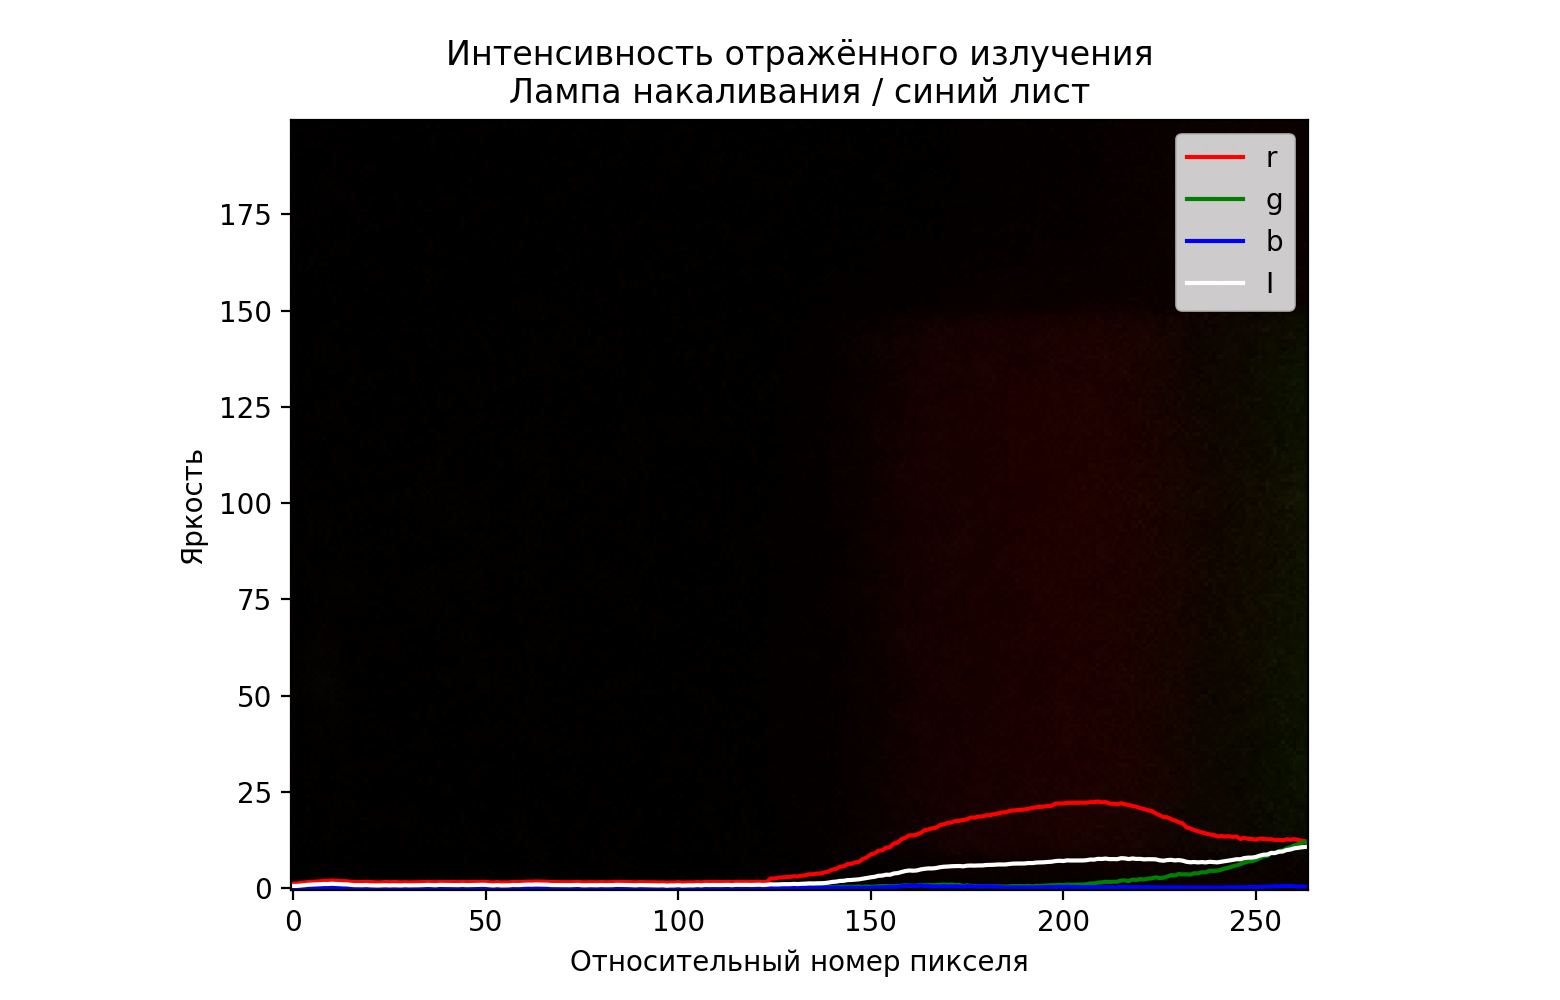 Интенсивность отражённого излучения
Лампа накаливания / синий лист
r
g
b
I
Яркость
175
150
125
100
75
50
25
0
0 50 100 150 200 250
Относительный номер пикселя